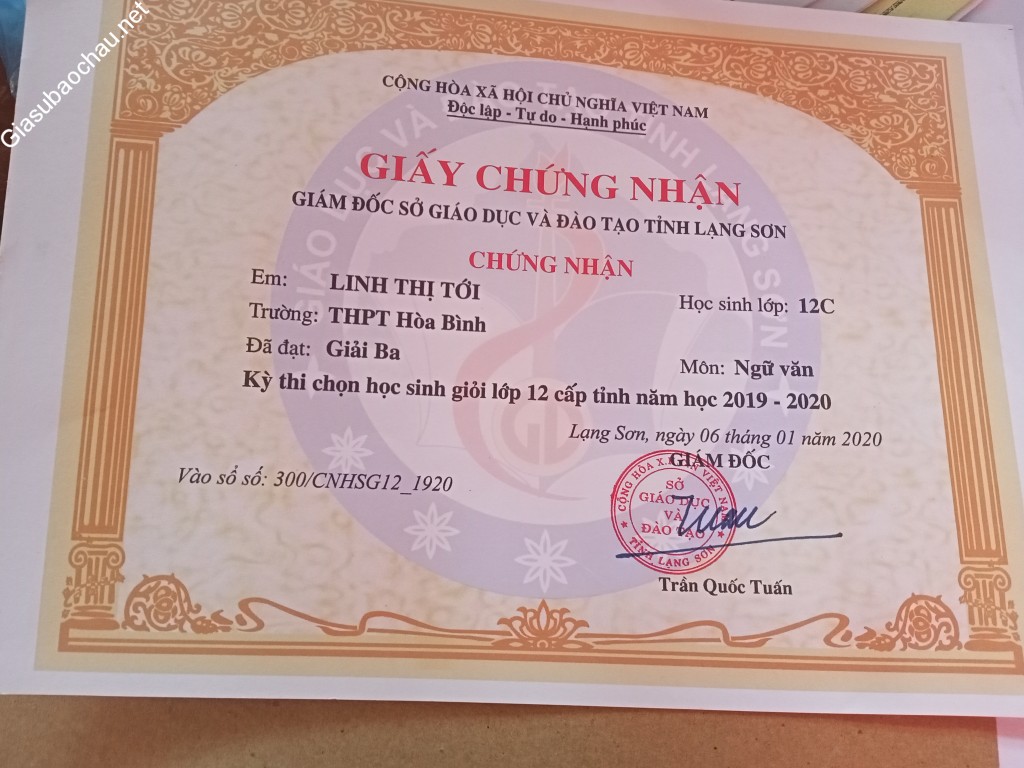 Giasubaochau.net
CỘNG HÒA XÃ HỘI CHỦ NGHĨA VIỆT NAM
Độc lập - Tự do - Hạnh phúc
GIẤY CHỨNG NHẬN
GIÁM ĐỐC SỞ GIÁO DỤC VÀ ĐÀO TẠO TỈNH LẠNG SƠN
CHỨNG NHẬN
Em: LINH THỊ TỚI
Học sinh lớp: 12C
Trường: THPT Hòa Bình
Đã đạt: Giải Ba
Môn: Ngữ văn
Kỳ thi chọn học sinh giỏi lớp 12 cấp tỉnh năm học 2019 - 2020
Lạng Sơn, ngày 06 tháng 01 năm 2020
GIÁM ĐỐC
Vào sổ số: 300/CNHSG12_1920
SỞ
GIÁO DỤC
VÀ
ĐÀO TẠO
TỈNH LẠNG SƠN
Trần Quốc Tuấn